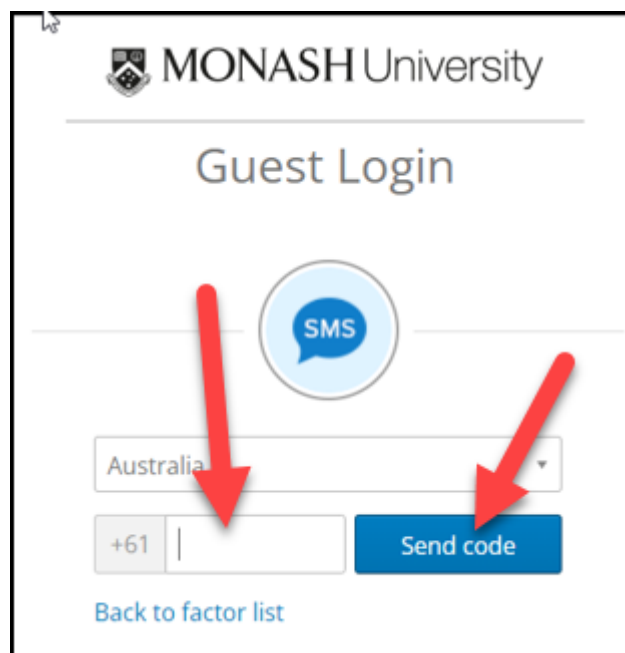 MONASH University
Guest Login
SMS
Australia
+61
Send code
Back to factor list